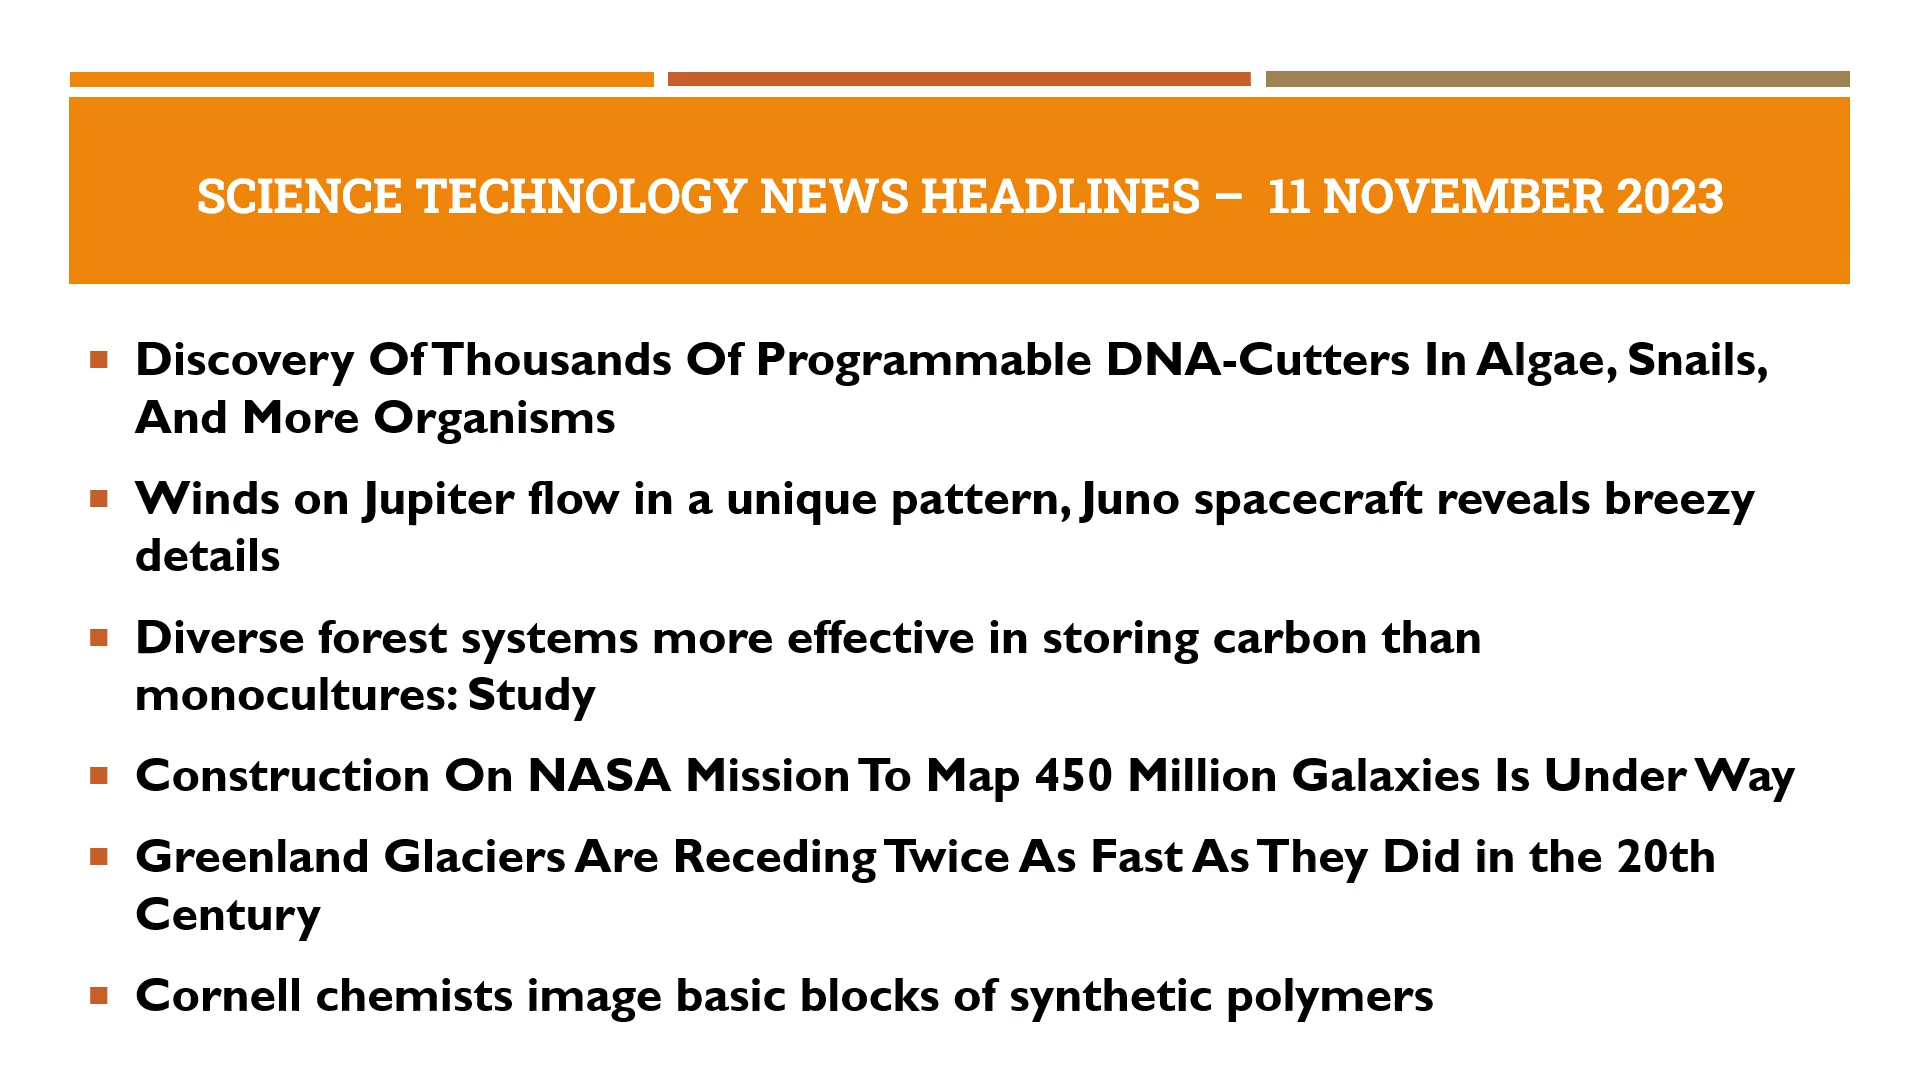 SCIENCE TECHNOLOGY NEWS HEADLINES – 11 NOVEMBER 2023
Discovery Of Thousands Of Programmable DNA-Cutters In Algae, Snails,
And More Organisms
Winds on Jupiter flow in a unique pattern, Juno spacecraft reveals breezy
details
Diverse forest systems more effective in storing carbon than
monocultures: Study
Construction On NASA Mission To Map 450 Million Galaxies Is Under Way
Greenland Glaciers Are Receding Twice As Fast As They Did in the 20th
Century
Cornell chemists image basic blocks of synthetic polymers